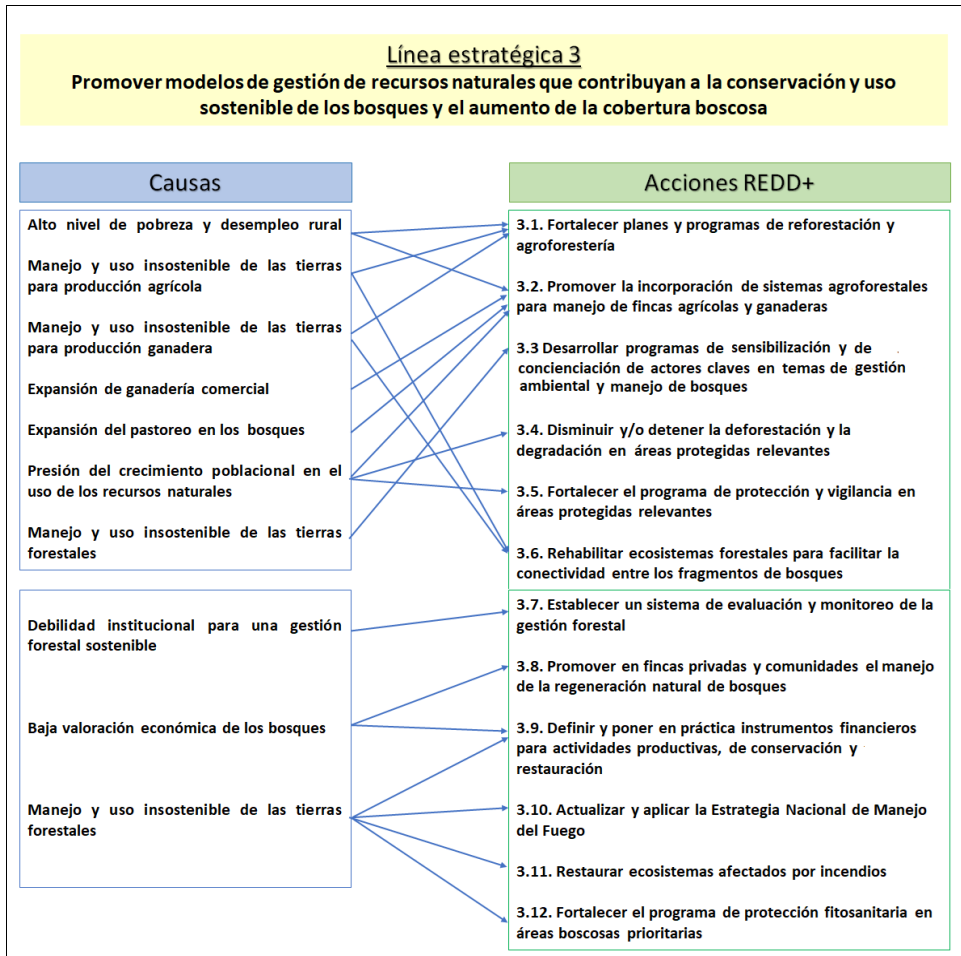 Línea estratégica 3
Promover modelos de gestión de recursos naturales que contribuyan a la conservación y uso
sostenible de los bosques y el aumento de la cobertura boscosa
Causas
Alto nivel de pobreza y desempleo rural
Manejo y uso insostenible de las tierras
para producción agrícola
Manejo y uso insostenible de las tierras
para producción ganadera
Expansión de ganadería comercial
Expansión del pastoreo en los bosques
Presión del crecimiento poblacional en el
uso de los recursos naturales
Manejo y uso insostenible de las tierras
forestales
Debilidad institucional para una gestión
forestal sostenible
Baja valoración económica de los bosques
Manejo y uso insostenible de las tierras
forestales
Acciones REDD+
3.1. Fortalecer planes y programas de reforestación y
agroforestería
3.2. Promover la incorporación de sistemas agroforestales
para manejo de fincas agrícolas y ganaderas
3.3 Desarrollar programas de sensibilización y de
concienciación de actores claves en temas de gestión
ambiental y manejo de bosques
3.4. Disminuir y/o detener la deforestación y la
degradación en áreas protegidas relevantes
3.5. Fortalecer el programa de protección y vigilancia en
áreas protegidas relevantes
3.6. Rehabilitar ecosistemas forestales para facilitar la
conectividad entre los fragmentos de bosques
3.7. Establecer un sistema de evaluación y monitoreo de la
gestión forestal
3.8. Promover en fincas privadas y comunidades el manejo
de la regeneración natural de bosques
3.9. Definir y poner en práctica instrumentos financieros
para actividades productivas, de conservación y
restauración
3.10. Actualizar y aplicar la Estrategia Nacional de Manejo
del Fuego
3.11. Restaurar ecosistemas afectados por incendios
3.12. Fortalecer el programa de protección fitosanitaria en
áreas boscosas prioritarias